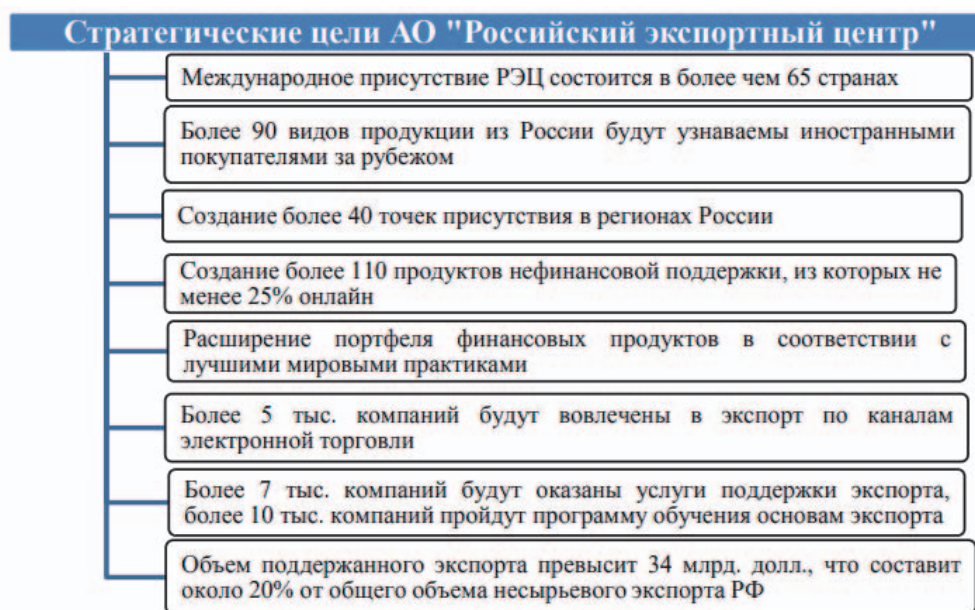 Стратегические цели АО "Российский экспортный центр"
Международное присутствие РЭЦ состоится в более чем 65 странах
Более 90 видов продукции из России будут узнаваемы иностранными
покупателями за рубежом
Создание более 40 точек присутствия в регионах России
Создание более 110 продуктов нефинансовой поддержки, из которых не
менее 25% онлайн
Расширение портфеля финансовых продуктов в соответствии с
лучшими мировыми практиками
Более 5 тыс. компаний будут вовлечены в экспорт по каналам
электронной торговли
Более 7 тыс. компаний будут оказаны услуги поддержки экспорта,
более 10 тыс. компаний пройдут программу обучения основам экспорта
Объем поддержанного экспорта превысит 34 млрд. долл., что составит
около 20% от общего объема несырьевого экспорта РФ